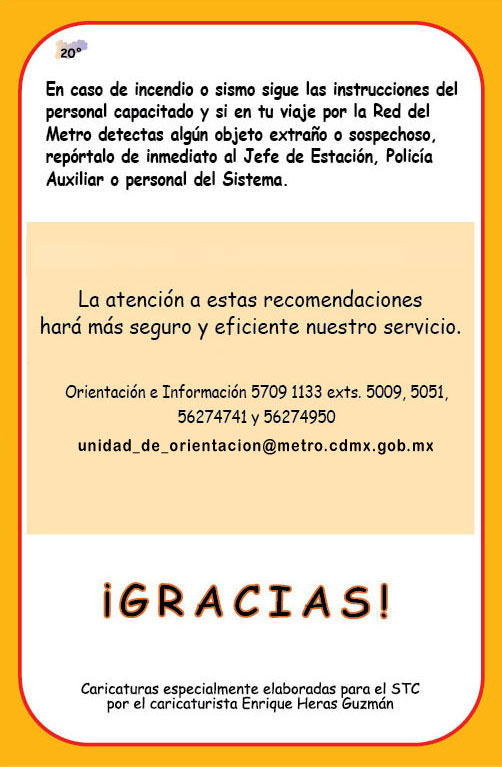 20°
En caso de incendio o sismo sigue las instrucciones del
personal capacitado y si en tu viaje por la Red del
Metro detectas algún objeto extraño o sospechoso,
repórtalo de inmediato al Jefe de Estación, Policía
Auxiliar o personal del Sistema.
La atención a estas recomendaciones
hará más seguro y eficiente nuestro servicio.
Orientación e Información 5709 1133 exts. 5009, 5051,
56274741 y 56274950
unidad_de_orientacion@metro.cdmx.gob.mx
¡GRACIAS!
Caricaturas especialmente elaboradas para el STC
por el caricaturista Enrique Heras Guzmán